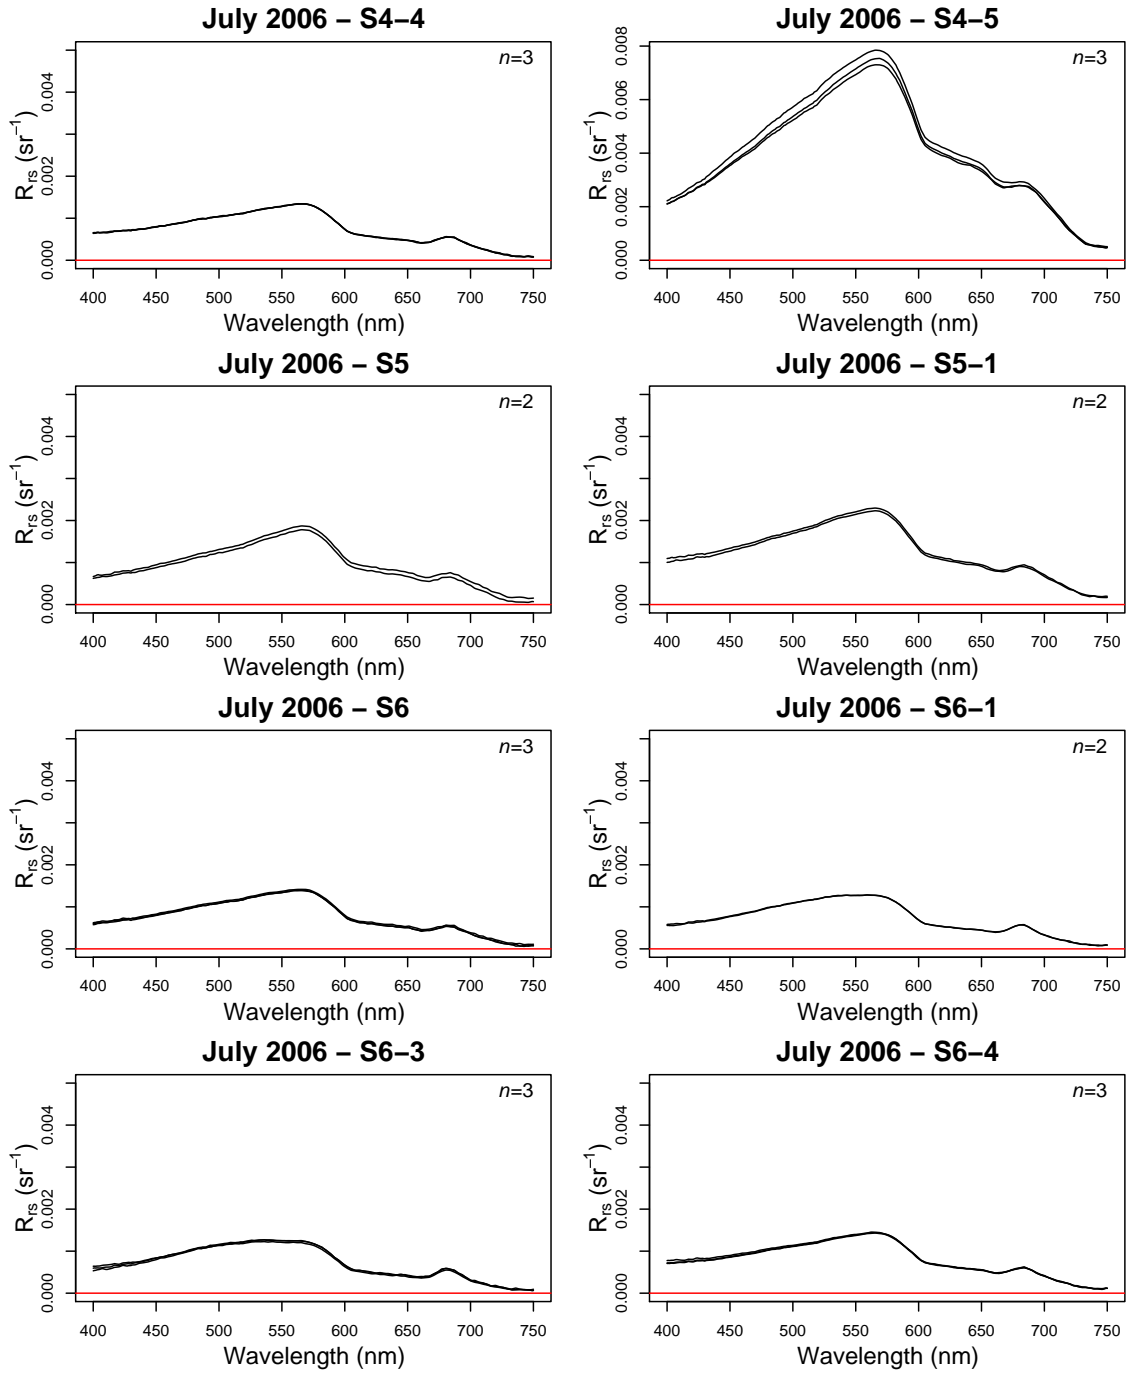 July 2006 – S4–4
n=3
0.004
0.002
0.000
Rrs (sr−1)
400 450 500 550 600 650 700 750
Wavelength (nm)
July 2006 – S4–5
n=3
0.008
0.006
0.004
0.002
0.000
Rrs (sr−1)
400 450 500 550 600 650 700 750
Wavelength (nm)
July 2006 – S5
n=2
0.004
0.002
0.000
Rrs (sr−1)
400 450 500 550 600 650 700 750
Wavelength (nm)
July 2006 – S5–1
n=2
0.004
0.002
0.000
Rrs (sr−1)
400 450 500 550 600 650 700 750
Wavelength (nm)
July 2006 – S6
n=3
0.004
0.002
0.000
Rrs (sr−1)
400 450 500 550 600 650 700 750
Wavelength (nm)
July 2006 – S6–1
n=2
0.004
0.002
0.000
Rrs (sr−1)
400 450 500 550 600 650 700 750
Wavelength (nm)
July 2006 – S6–3
n=3
0.004
0.002
0.000
Rrs (sr−1)
400 450 500 550 600 650 700 750
Wavelength (nm)
July 2006 – S6–4
n=3
0.004
0.002
0.000
Rrs (sr−1)
400 450 500 550 600 650 700 750
Wavelength (nm)